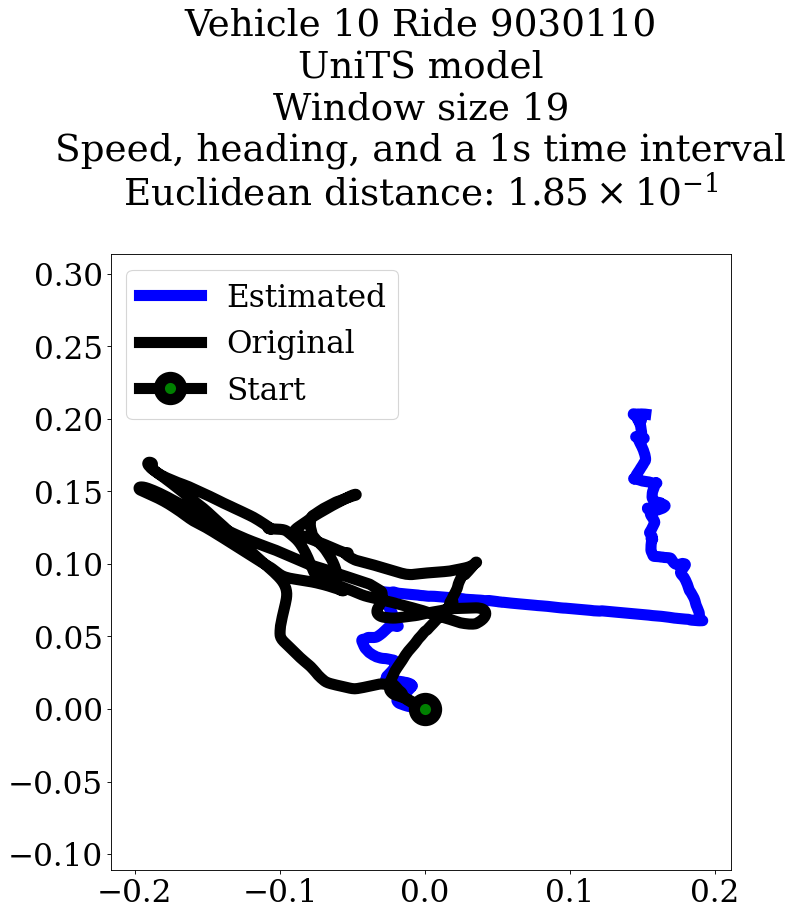 Vehicle 10 Ride 9030110
UniTS model
Window size 19
Speed, heading, and a 1s time interval
Euclidean distance: 1.85 × 10⁻¹
Estimated
Original
Start
0.30
0.25
0.20
0.15
0.10
0.05
0.00
−0.05
−0.10
−0.2 −0.1 0.0 0.1 0.2